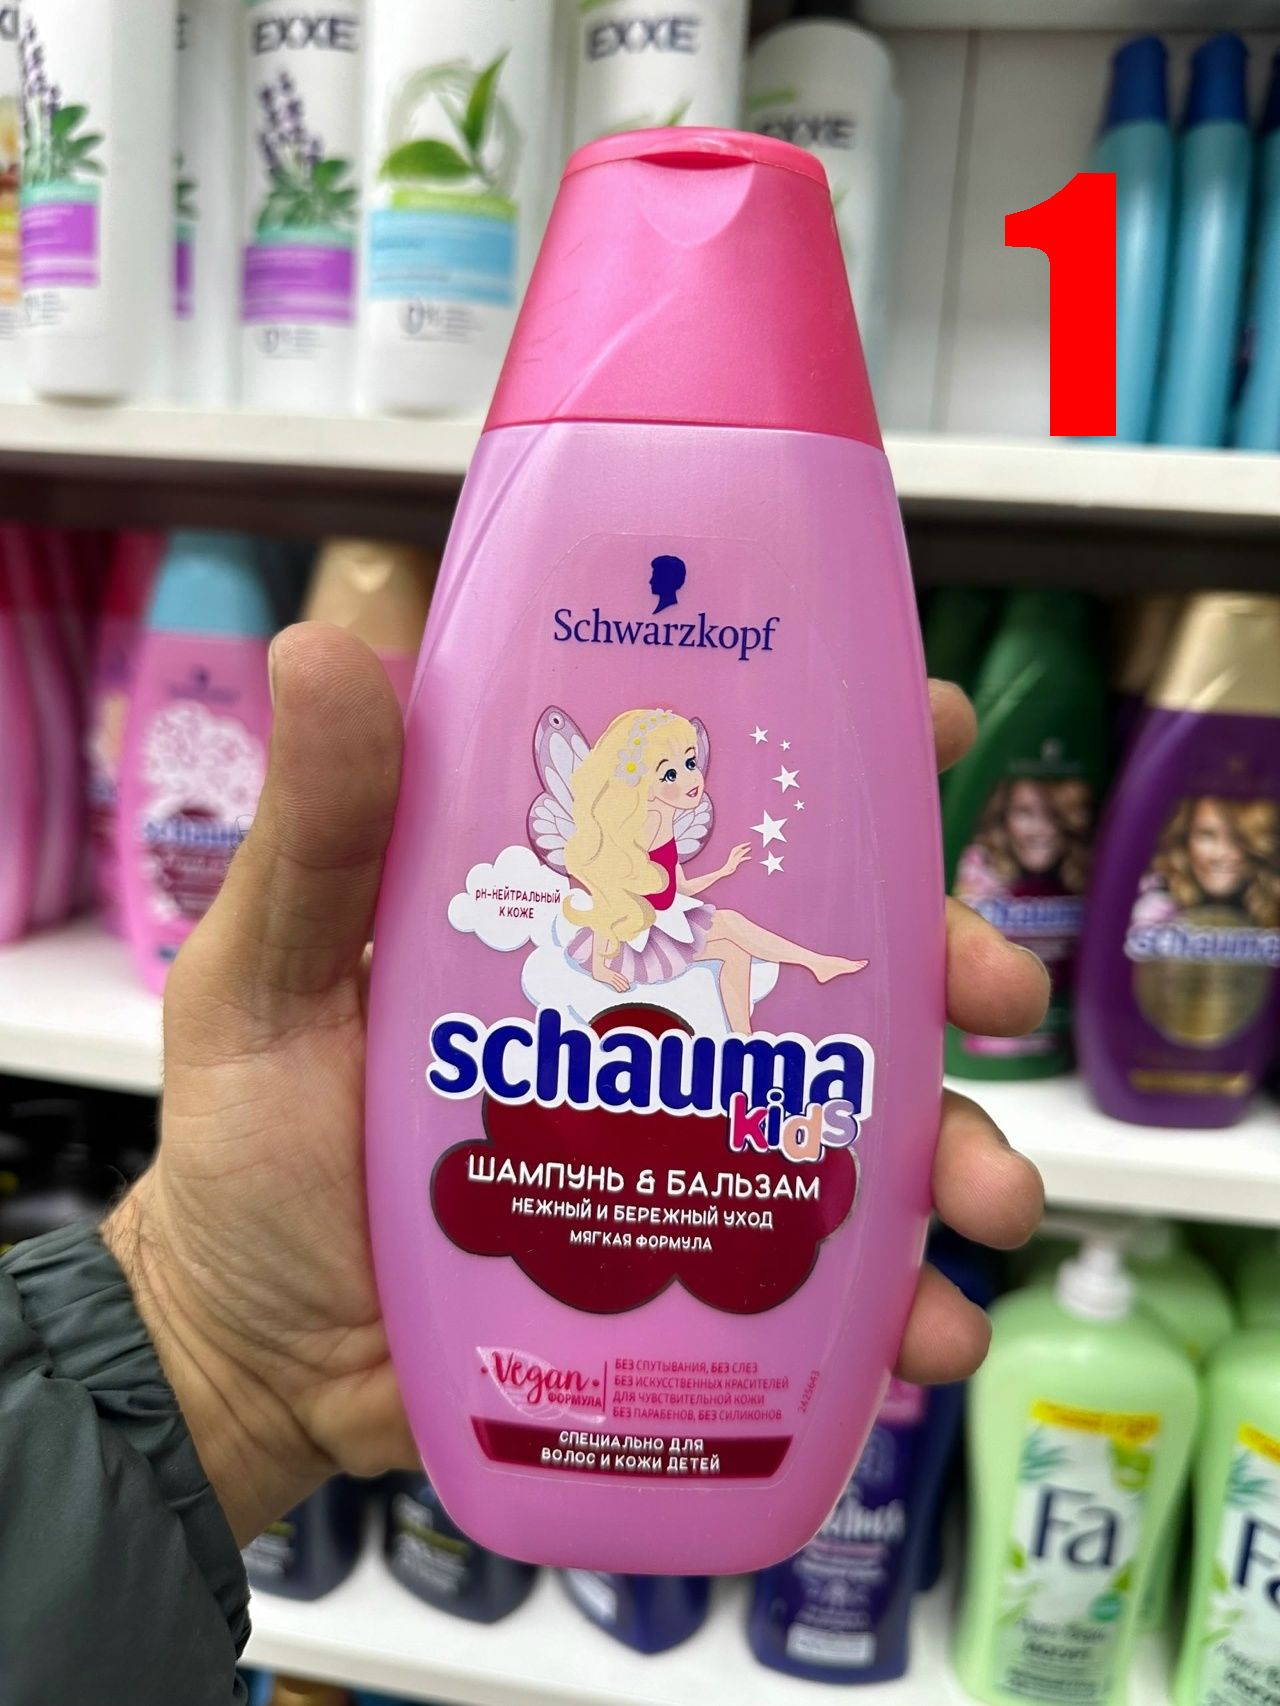 EXXE
EXXE
1
Schwarzkopf
pH-НЕЙТРАЛЬНЫЙ
К КОЖЕ
schauma
kids
ШАМПУНЬ & БАЛЬЗАМ
НЕЖНЫЙ И БЕРЕЖНЫЙ УХОД
МЯГКАЯ ФОРМУЛА
Vegan
ФОРМУЛА
БЕЗ СПУТЫВАНИЯ, БЕЗ СЛЕЗ
БЕЗ ИСКУССТВЕННЫХ КРАСИТЕЛЕЙ
ДЛЯ ЧУВСТВИТЕЛЬНОЙ КОЖИ
БЕЗ ПАРАБЕНОВ, БЕЗ СИЛИКОНОВ
2425643
СПЕЦИАЛЬНО ДЛЯ
ВОЛОС И КОЖИ ДЕТЕЙ
schauma
schauma
Fa